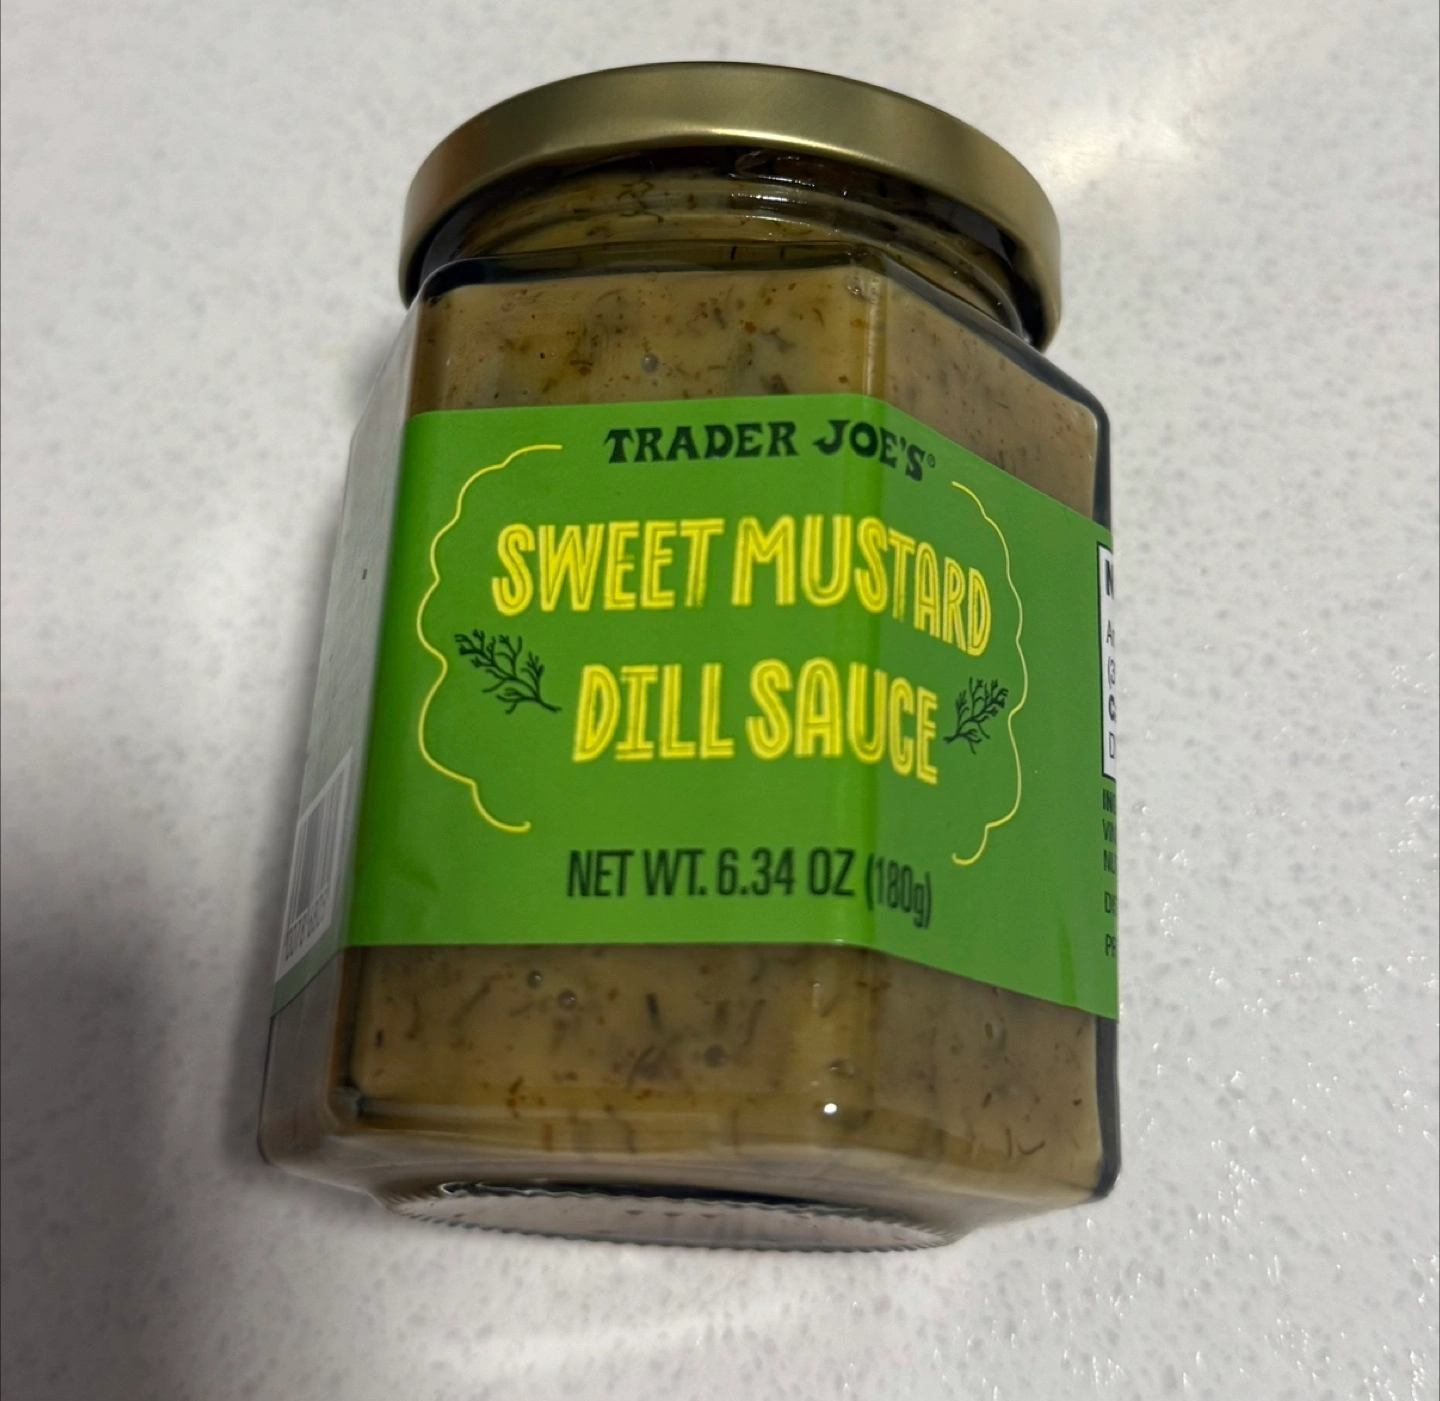 TRADER JOE'S®
SWEET MUSTARD
DILL SAUCE
NET WT. 6.34 OZ (180g)